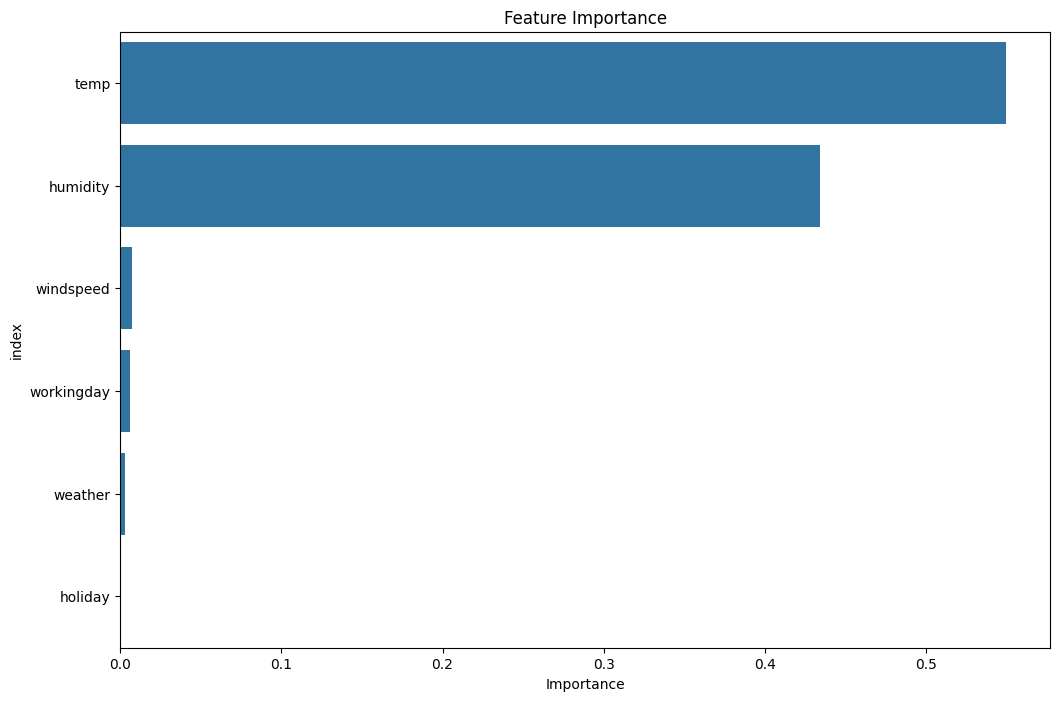 Feature Importance
temp
humidity
windspeed
workingday
weather
holiday
index
0.0 0.1 0.2 0.3 0.4 0.5
Importance